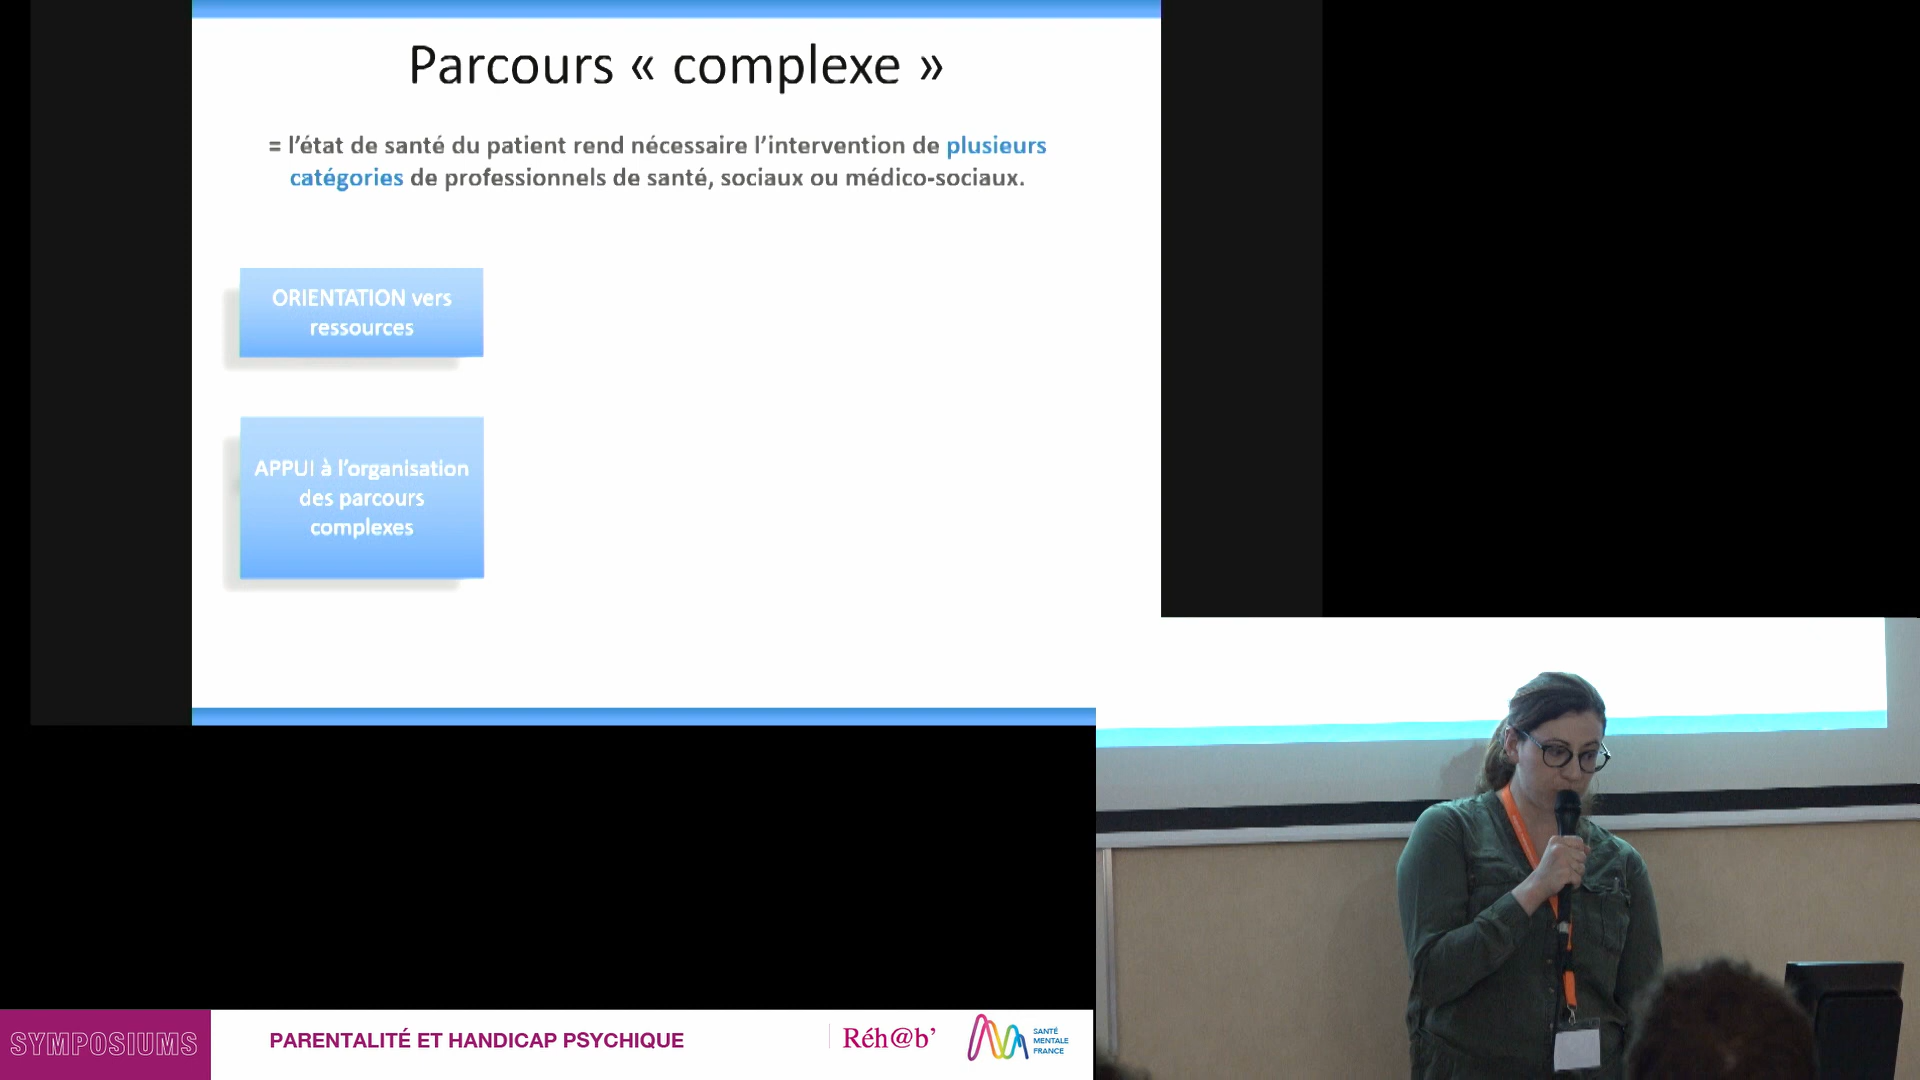 Parcours « complexe »
= l’état de santé du patient rend nécessaire l’intervention de plusieurs
catégories de professionnels de santé, sociaux ou médico-sociaux.
ORIENTATION vers
ressources
APPUI à l’organisation
des parcours
complexes
SYMPOSIUMS
PARENTALITÉ ET HANDICAP PSYCHIQUE
Réh@b’
SANTÉ
MENTALE
FRANCE